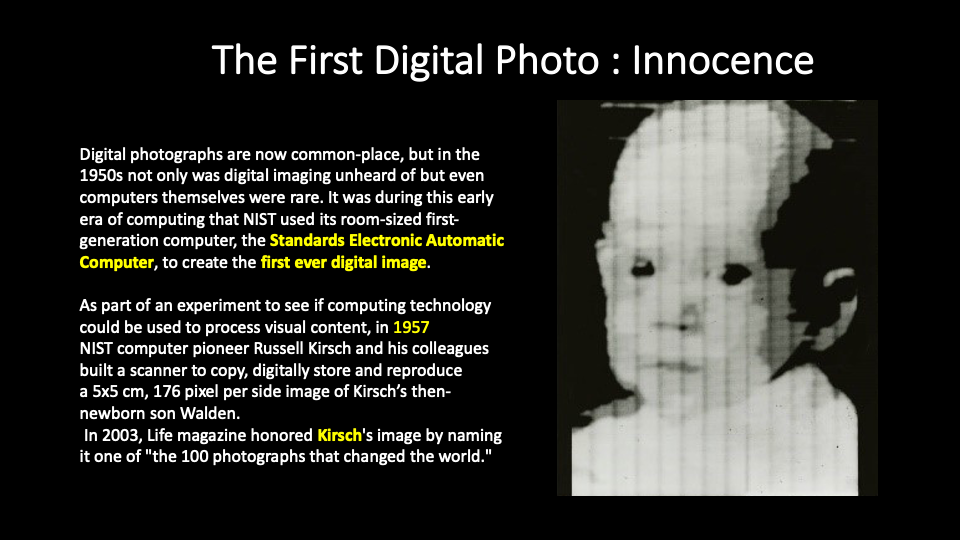 The First Digital Photo : Innocence
Digital photographs are now common-place, but in the
1950s not only was digital imaging unheard of but even
computers themselves were rare. It was during this early
era of computing that NIST used its room-sized first-
generation computer, the Standards Electronic Automatic
Computer, to create the first ever digital image.
As part of an experiment to see if computing technology
could be used to process visual content, in 1957
NIST computer pioneer Russell Kirsch and his colleagues
built a scanner to copy, digitally store and reproduce
a 5x5 cm, 176 pixel per side image of Kirsch’s then-
newborn son Walden.
In 2003, Life magazine honored Kirsch's image by naming
it one of "the 100 photographs that changed the world."